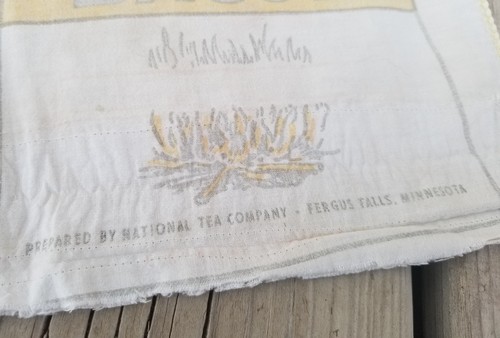 PREPARED BY NATIONAL TEA COMPANY - FERGUS FALLS, MINNESOTA